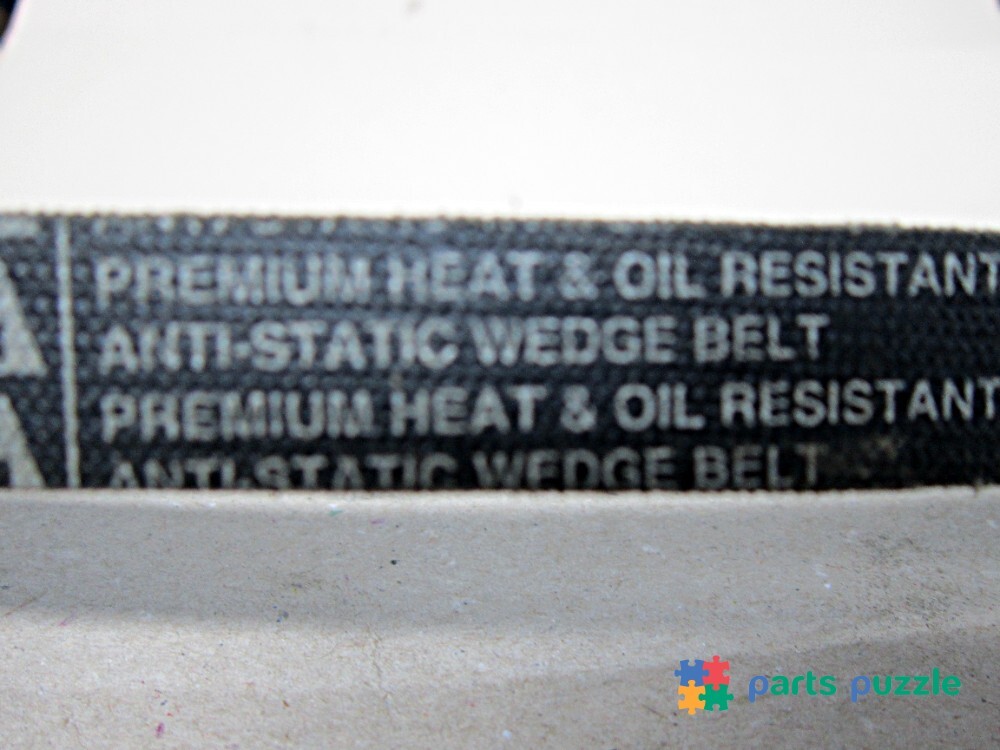 A
PREMIUM HEAT & OIL RESISTANT
ANTI-STATIC WEDGE BELT
A
PREMIUM HEAT & OIL RESISTANT
ANTI-STATIC WEDGE BELT
parts puzzle